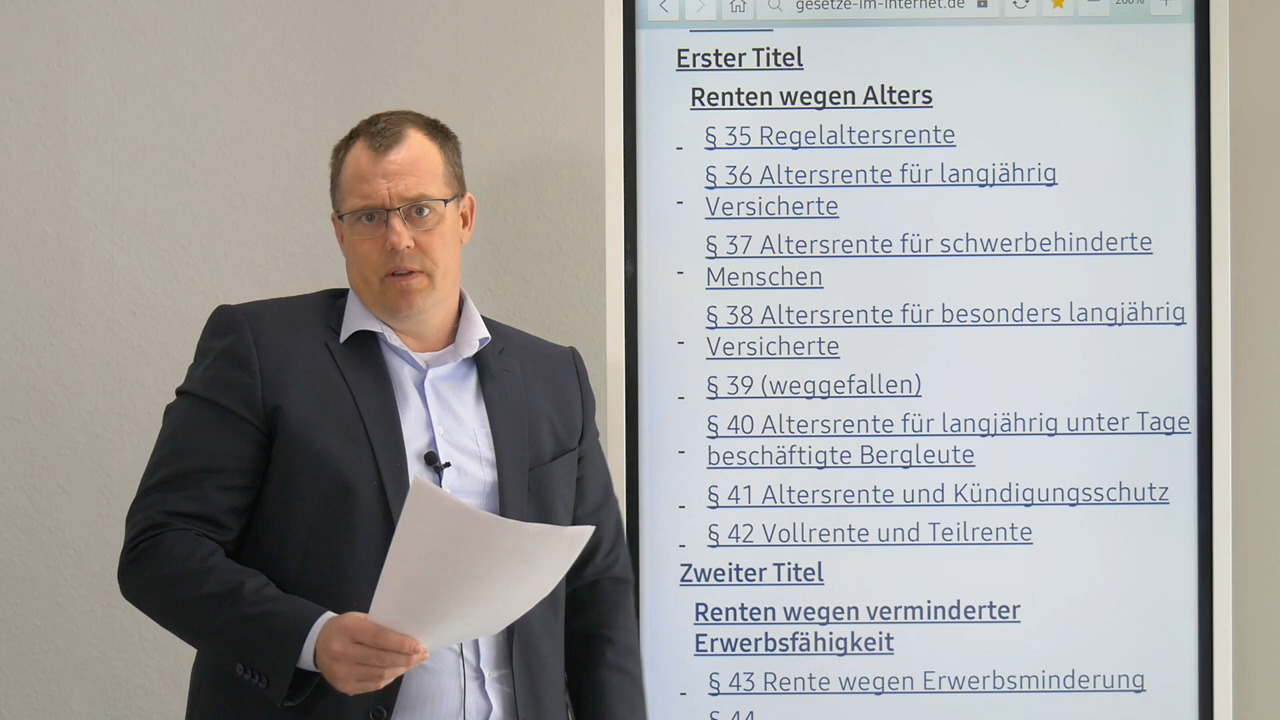 gesetze-im-internet.de 200%
Erster Titel
Renten wegen Alters
- § 35 Regelaltersrente
§ 36 Altersrente für langjährig
- Versicherte
§ 37 Altersrente für schwerbehinderte
- Menschen
§ 38 Altersrente für besonders langjährig
- Versicherte
- § 39 (weggefallen)
§ 40 Altersrente für langjährig unter Tage
- beschäftigte Bergleute
- § 41 Altersrente und Kündigungsschutz
- § 42 Vollrente und Teilrente
Zweiter Titel
Renten wegen verminderter
Erwerbsfähigkeit
- § 43 Rente wegen Erwerbsminderung
§ 44